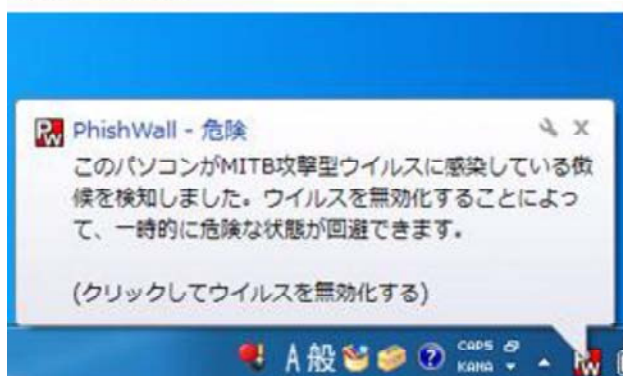 PhishWall - 危険
このパソコンがMITB攻撃型ウイルスに感染している徴
候を検知しました。ウイルスを無効化することによっ
て、一時的に危険な状態が回避できます。
(クリックしてウイルスを無効化する)
A 般 CAPS
KANA